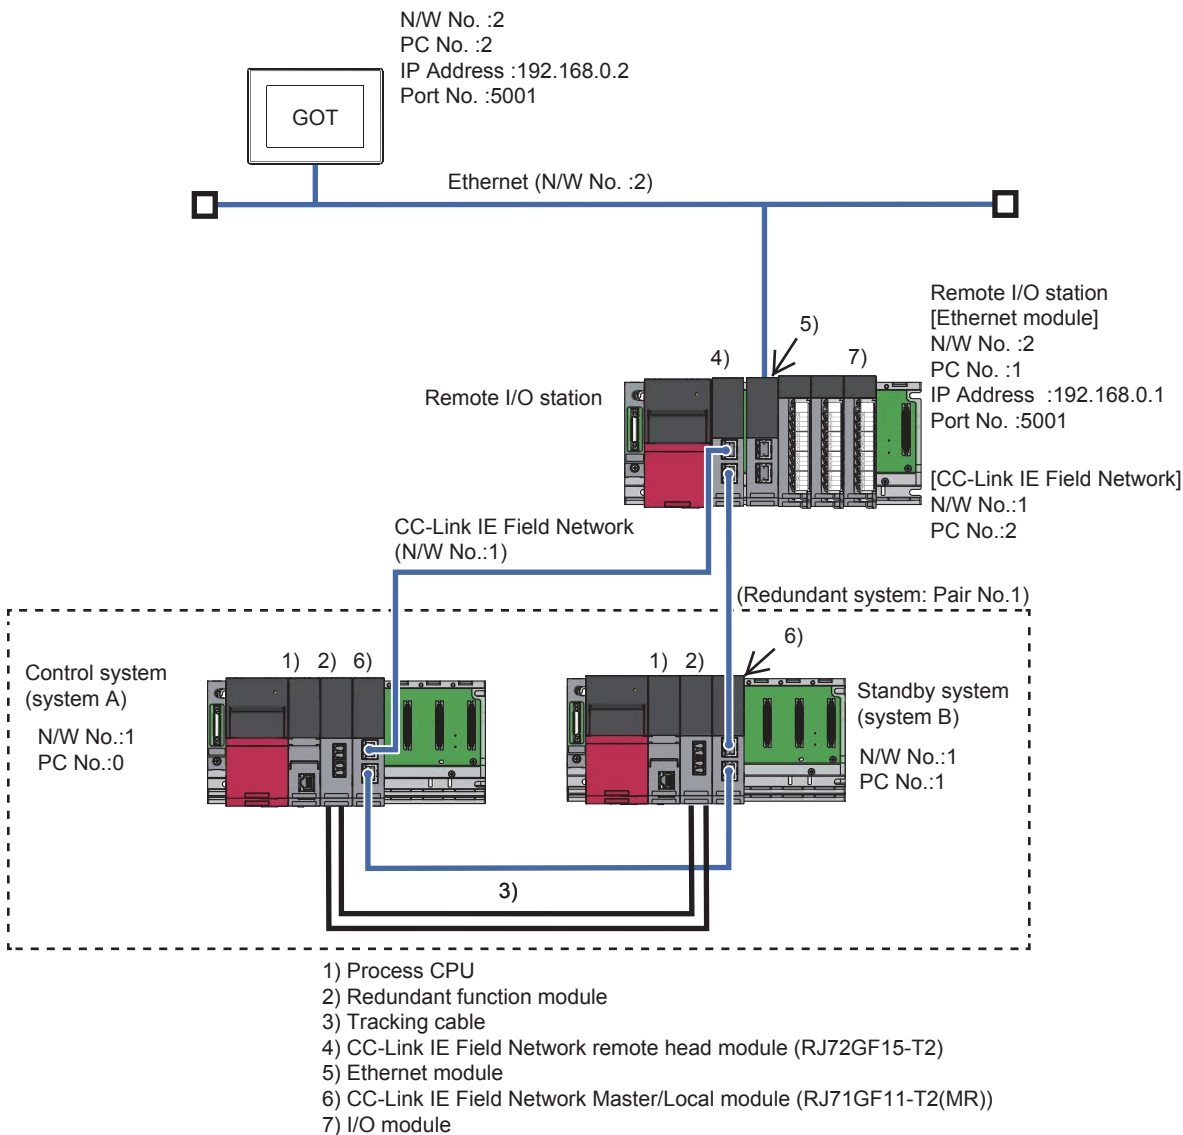 N/W No. :2
PC No. :2
IP Address :192.168.0.2
Port No. :5001
GOT
Ethernet (N/W No. :2)
Remote I/O station
[Ethernet module]
N/W No. :2
PC No. :1
IP Address :192.168.0.1
Port No. :5001
5)
4)
7)
Remote I/O station
[CC-Link IE Field Network]
N/W No.:1
PC No.:2
CC-Link IE Field Network
(N/W No.:1)
(Redundant system: Pair No.1)
6)
1) 2) 6)
1) 2)
Control system
(system A)
N/W No.:1
PC No.:0
Standby system
(system B)
N/W No.:1
PC No.:1
3)
1) Process CPU
2) Redundant function module
3) Tracking cable
4) CC-Link IE Field Network remote head module (RJ72GF15-T2)
5) Ethernet module
6) CC-Link IE Field Network Master/Local module (RJ71GF11-T2(MR))
7) I/O module